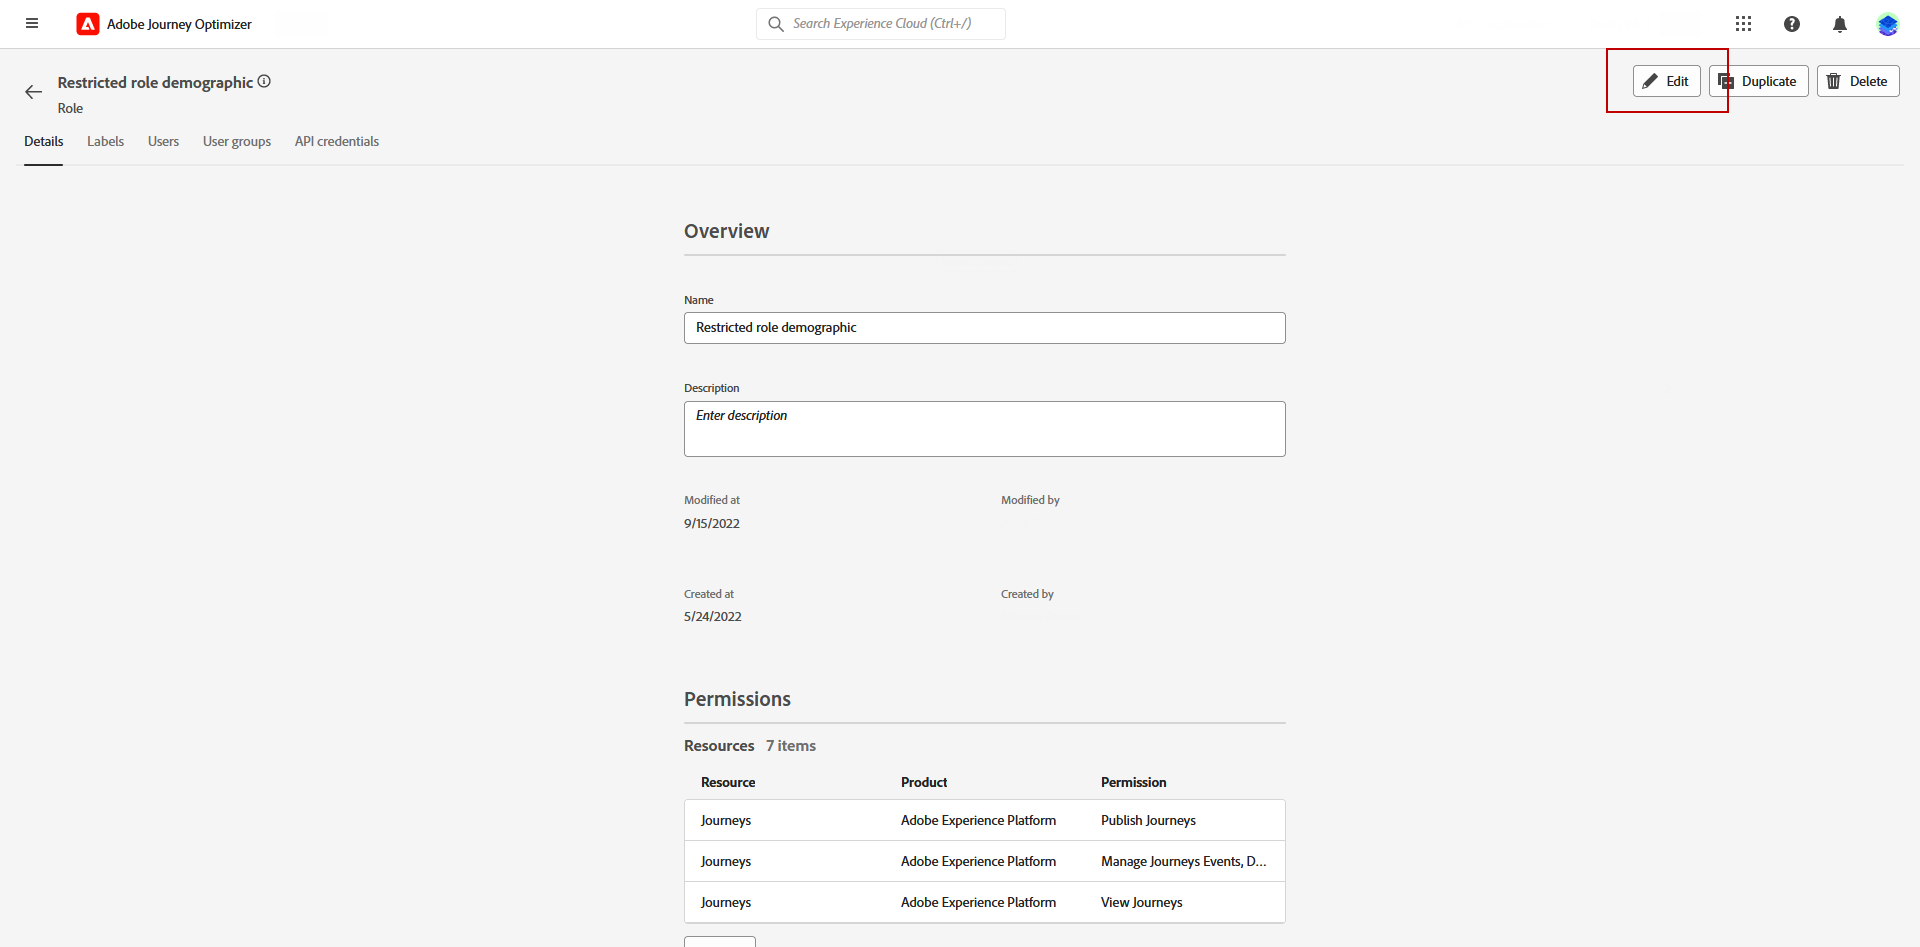 Adobe Journey Optimizer
Search Experience Cloud (Ctrl+/)
Restricted role demographic
Role
Edit
Duplicate
Delete
Details
Labels
Users
User groups
API credentials
Overview
Name
Restricted role demographic
Description
Enter description
Modified at
Modified by
9/15/2022
Created at
Created by
5/24/2022
Permissions
Resources 7 items
Resource Product Permission
Journeys Adobe Experience Platform Publish Journeys
Journeys Adobe Experience Platform Manage Journeys Events, D...
Journeys Adobe Experience Platform View Journeys